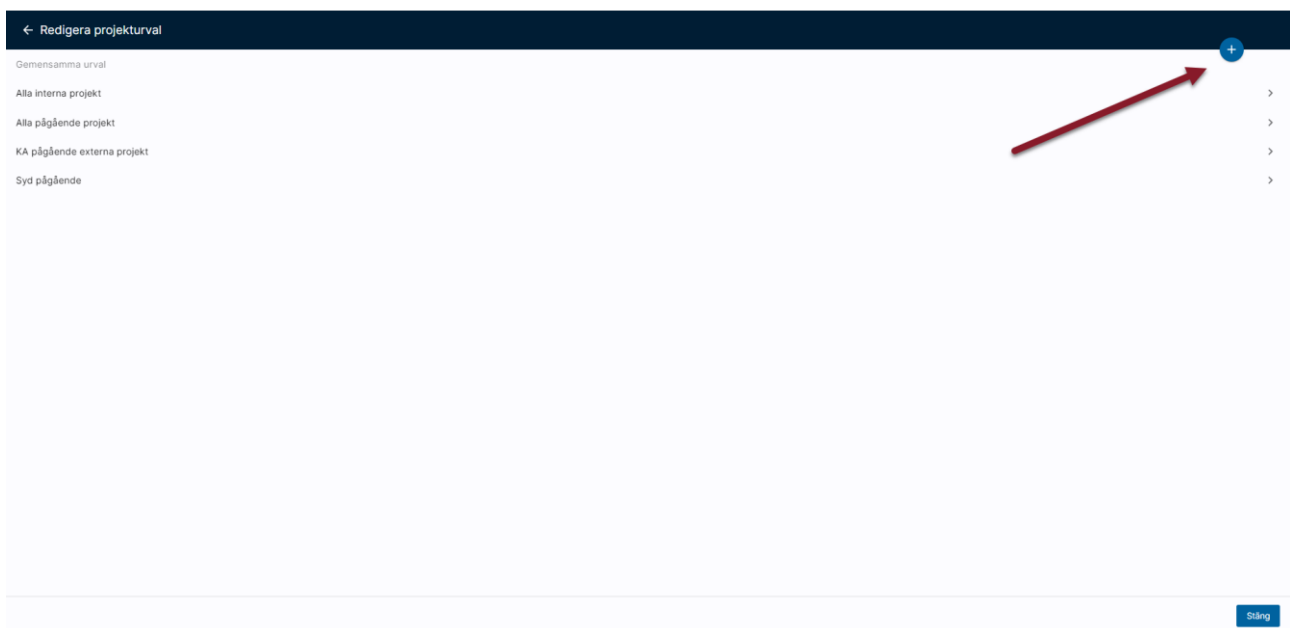 Redigera projekturval
Gemensamma urval
Alla interna projekt
Alla pågående projekt
KA pågående externa projekt
Syd pågående
Stäng